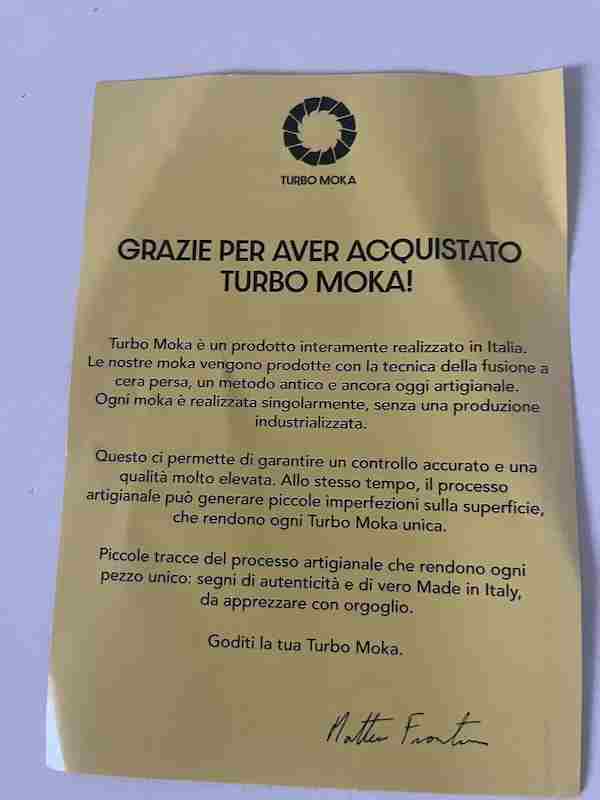 TURBO MOKA
GRAZIE PER AVER ACQUISTATO
TURBO MOKA!
Turbo Moka è un prodotto interamente realizzato in Italia.
Le nostre moka vengono prodotte con la tecnica della fusione a
cera persa, un metodo antico e ancora oggi artigianale.
Ogni moka è realizzata singolarmente, senza una produzione
industrializzata.
Questo ci permette di garantire un controllo accurato e una
qualità molto elevata. Allo stesso tempo, il processo
artigianale può generare piccole imperfezioni sulla superficie,
che rendono ogni Turbo Moka unica.
Piccole tracce del processo artigianale che rendono ogni
pezzo unico: segni di autenticità e di vero Made in Italy,
da apprezzare con orgoglio.
Goditi la tua Turbo Moka.
Matteo